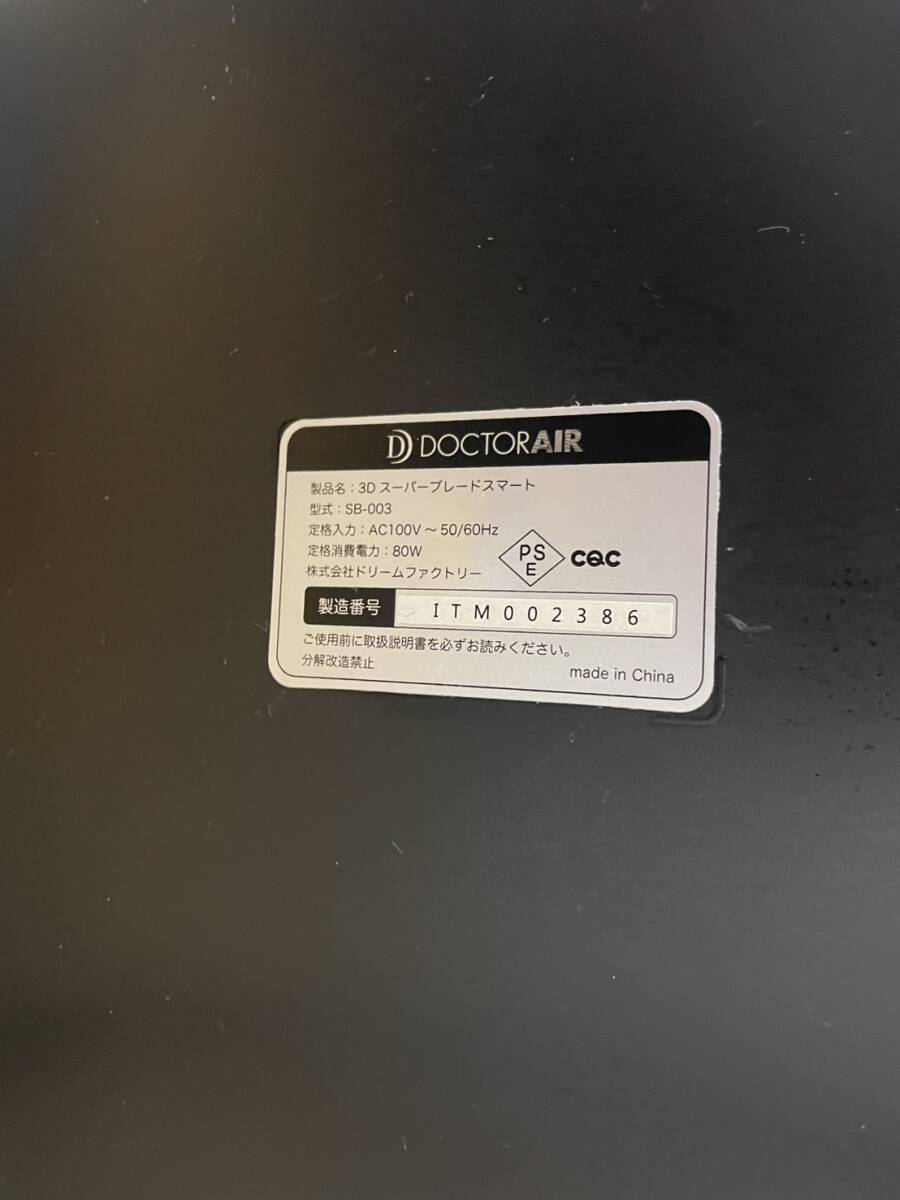 DOCTORAIR
製品名：3Dスーパーブレードスマート
型式：SB-003
定格入力：AC100V～50/60Hz
定格消費電力：80W
株式会社ドリームファクトリー
PS
E
CQC
製造番号 ITM002386
ご使用前に取扱説明書を必ずお読みください。
分解改造禁止
made in China